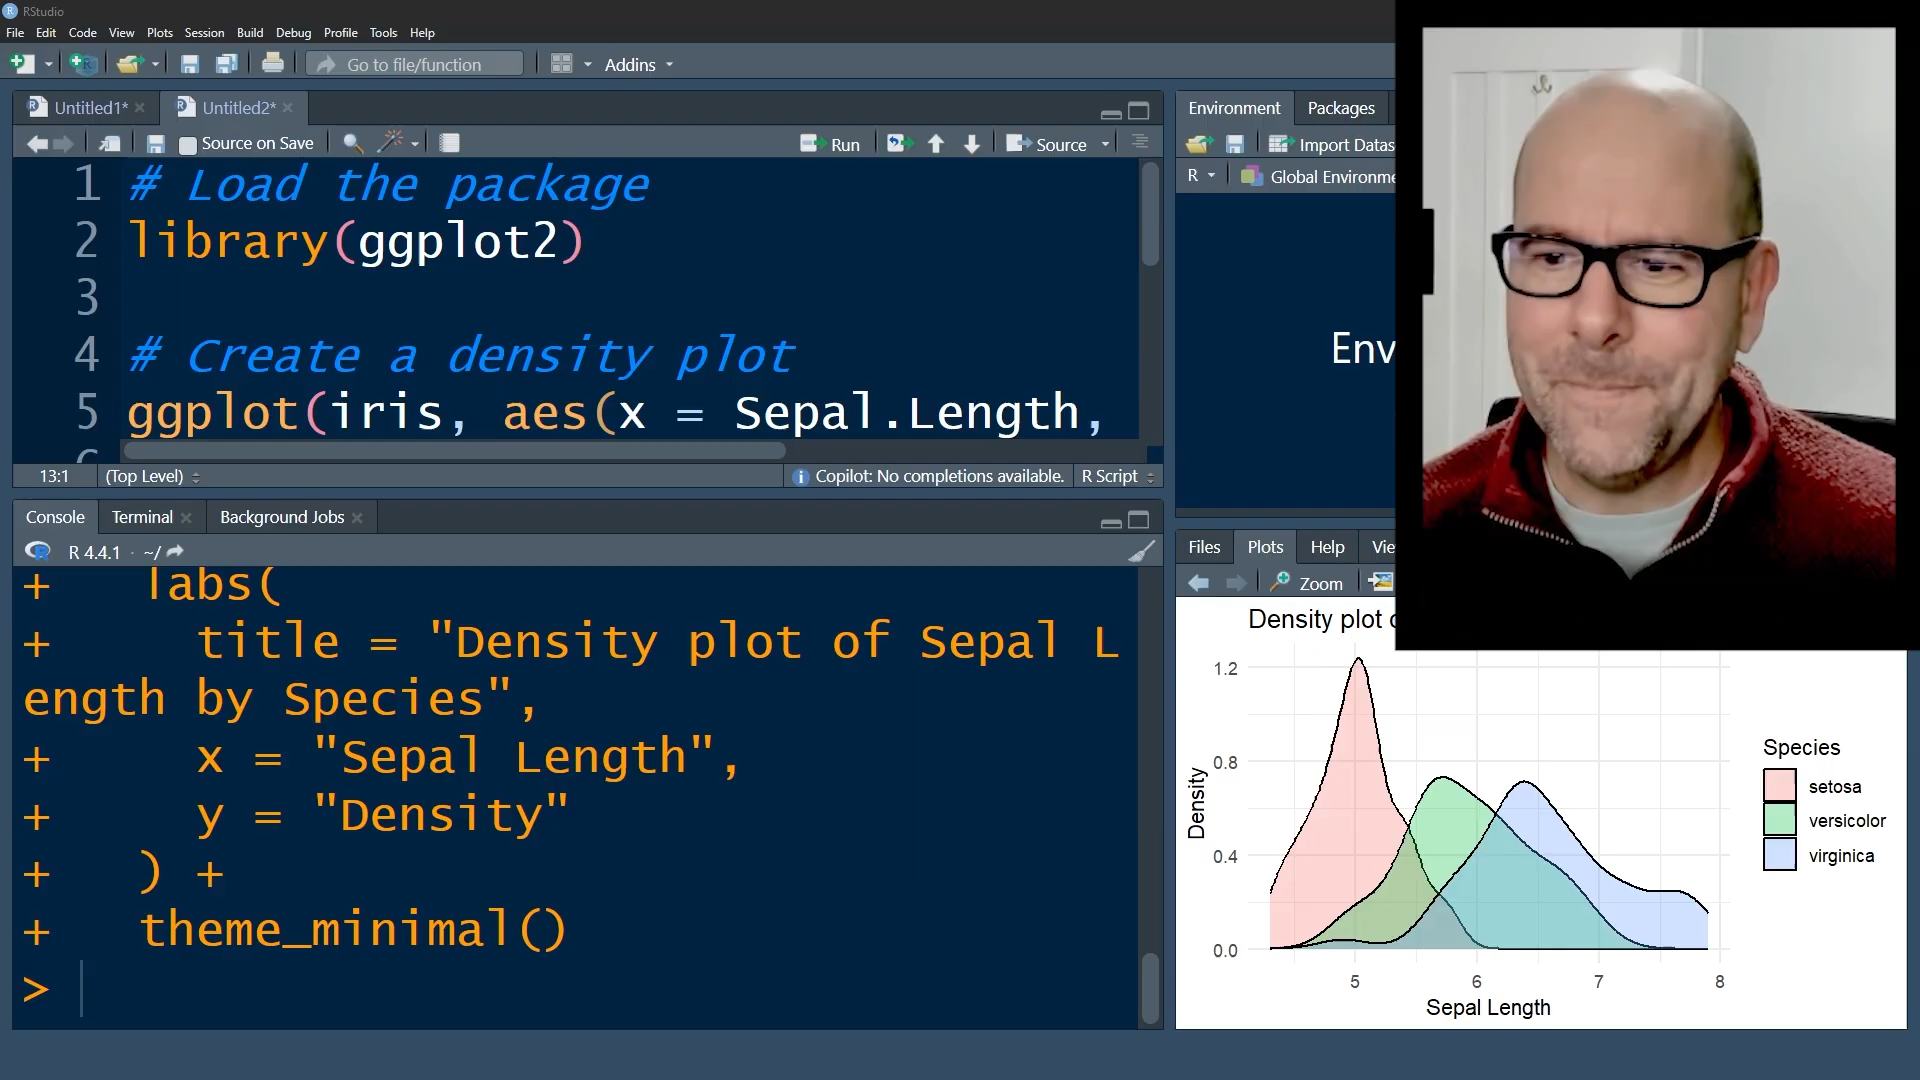 RStudio
File Edit Code View Plots Session Build Debug Profile Tools Help
Go to file/function Addins
Untitled1* Untitled2*
Source on Save Run Source
1 # Load the package
2 library(ggplot2)
3
4 # Create a density plot
5 ggplot(iris, aes(x = Sepal.Length,
13:1 (Top Level) Copilot: No completions available. R Script
Console Terminal Background Jobs
R 4.4.1 · ~/
+ labs(
+ title = "Density plot of Sepal L
ength by Species",
+ x = "Sepal Length",
+ y = "Density"
+ ) +
+ theme_minimal()
>
Environment Packages
Import Datas
R Global Environme
Env
Files Plots Help Vie
Zoom
Density plot
1.2
0.8
0.4
0.0
Density
5 6 7 8
Sepal Length
Species
setosa
versicolor
virginica